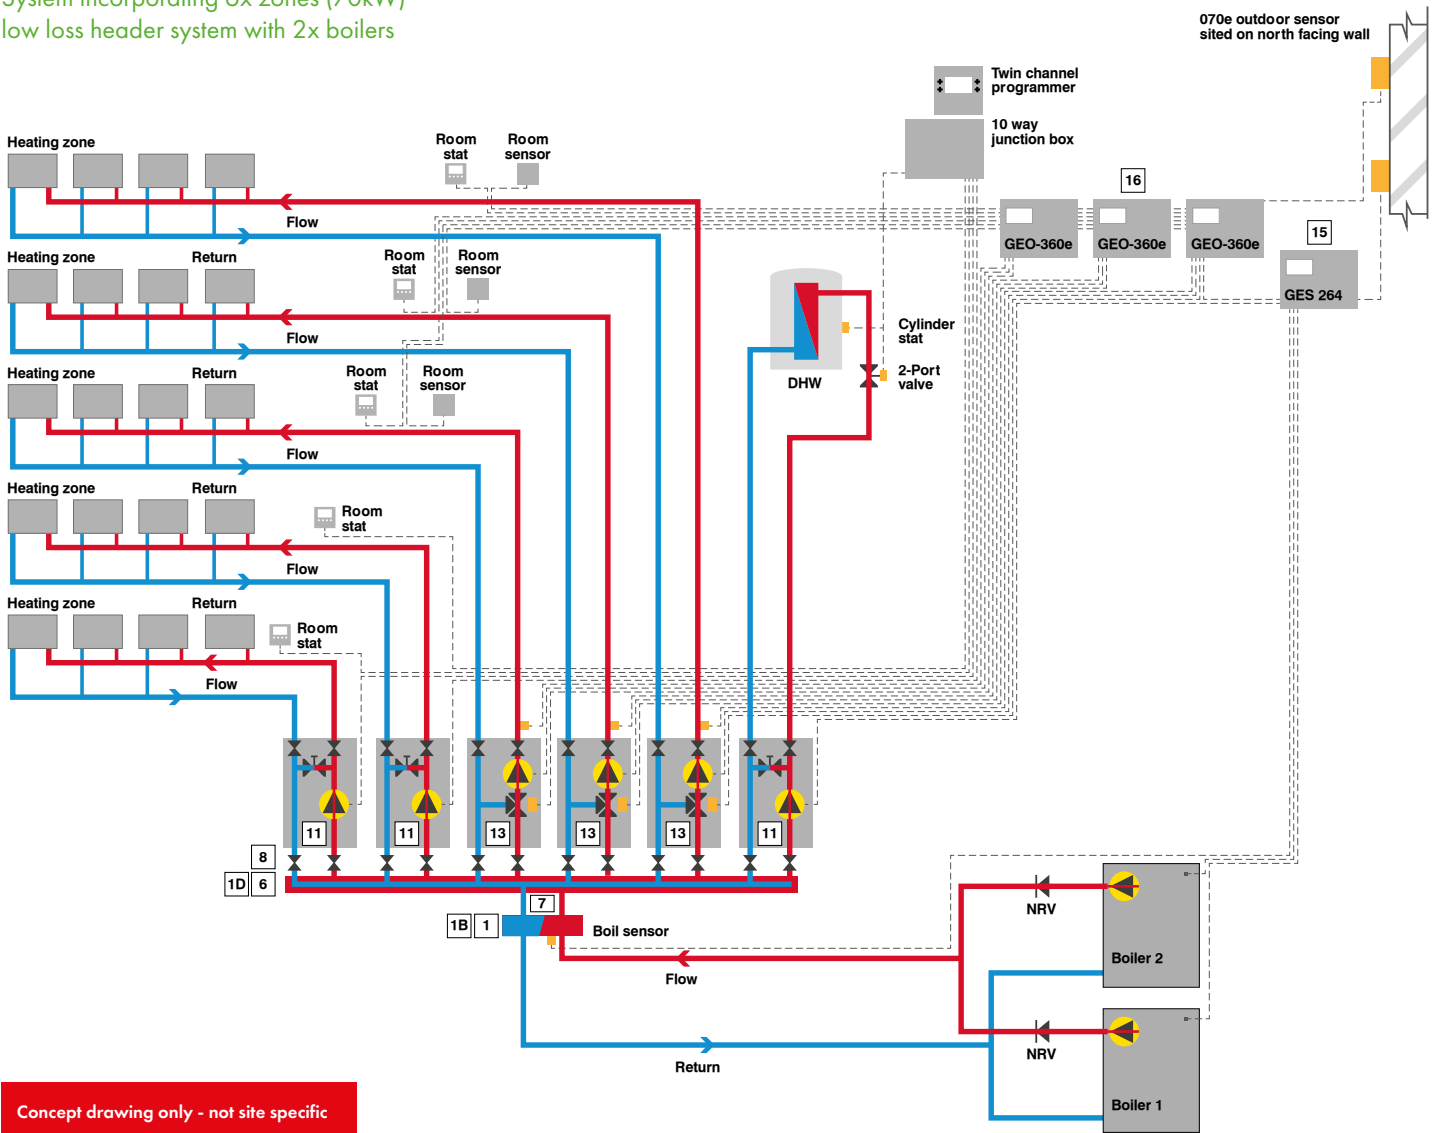 System incorporating 6x zones (70kW)
low loss header system with 2x boilers
070e outdoor sensor
sited on north facing wall
Twin channel
programmer
10 way
junction box
Heating zone
Room
stat
Room
sensor
16
Flow
GEO-360e
GEO-360e
GEO-360e
15
GES 264
Heating zone
Return
Room
stat
Room
sensor
Flow
Cylinder
stat
2-Port
valve
DHW
Heating zone
Return
Room
stat
Room
sensor
Flow
Heating zone
Return
Room
stat
Flow
Heating zone
Return
Room
stat
Flow
11
11
13
13
13
11
8
1D
6
7
1B
1
Boil sensor
NRV
Boiler 2
Flow
NRV
Return
Boiler 1
Concept drawing only - not site specific